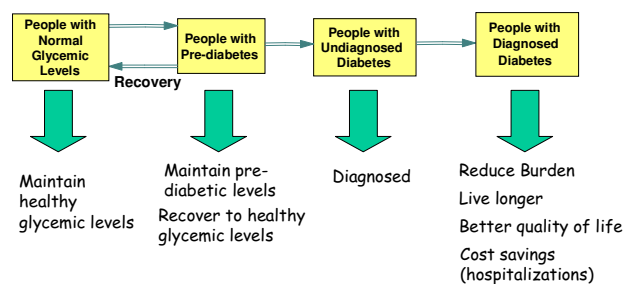 People with
Normal
Glycemic
Levels
People with
Pre-diabetes
People with
Undiagnosed
Diabetes
People with
Diagnosed
Diabetes
Recovery
Maintain
healthy
glycemic levels
Maintain pre-
diabetic levels
Recover to healthy
glycemic levels
Diagnosed
Reduce Burden
Live longer
Better quality of life
Cost savings
(hospitalizations)